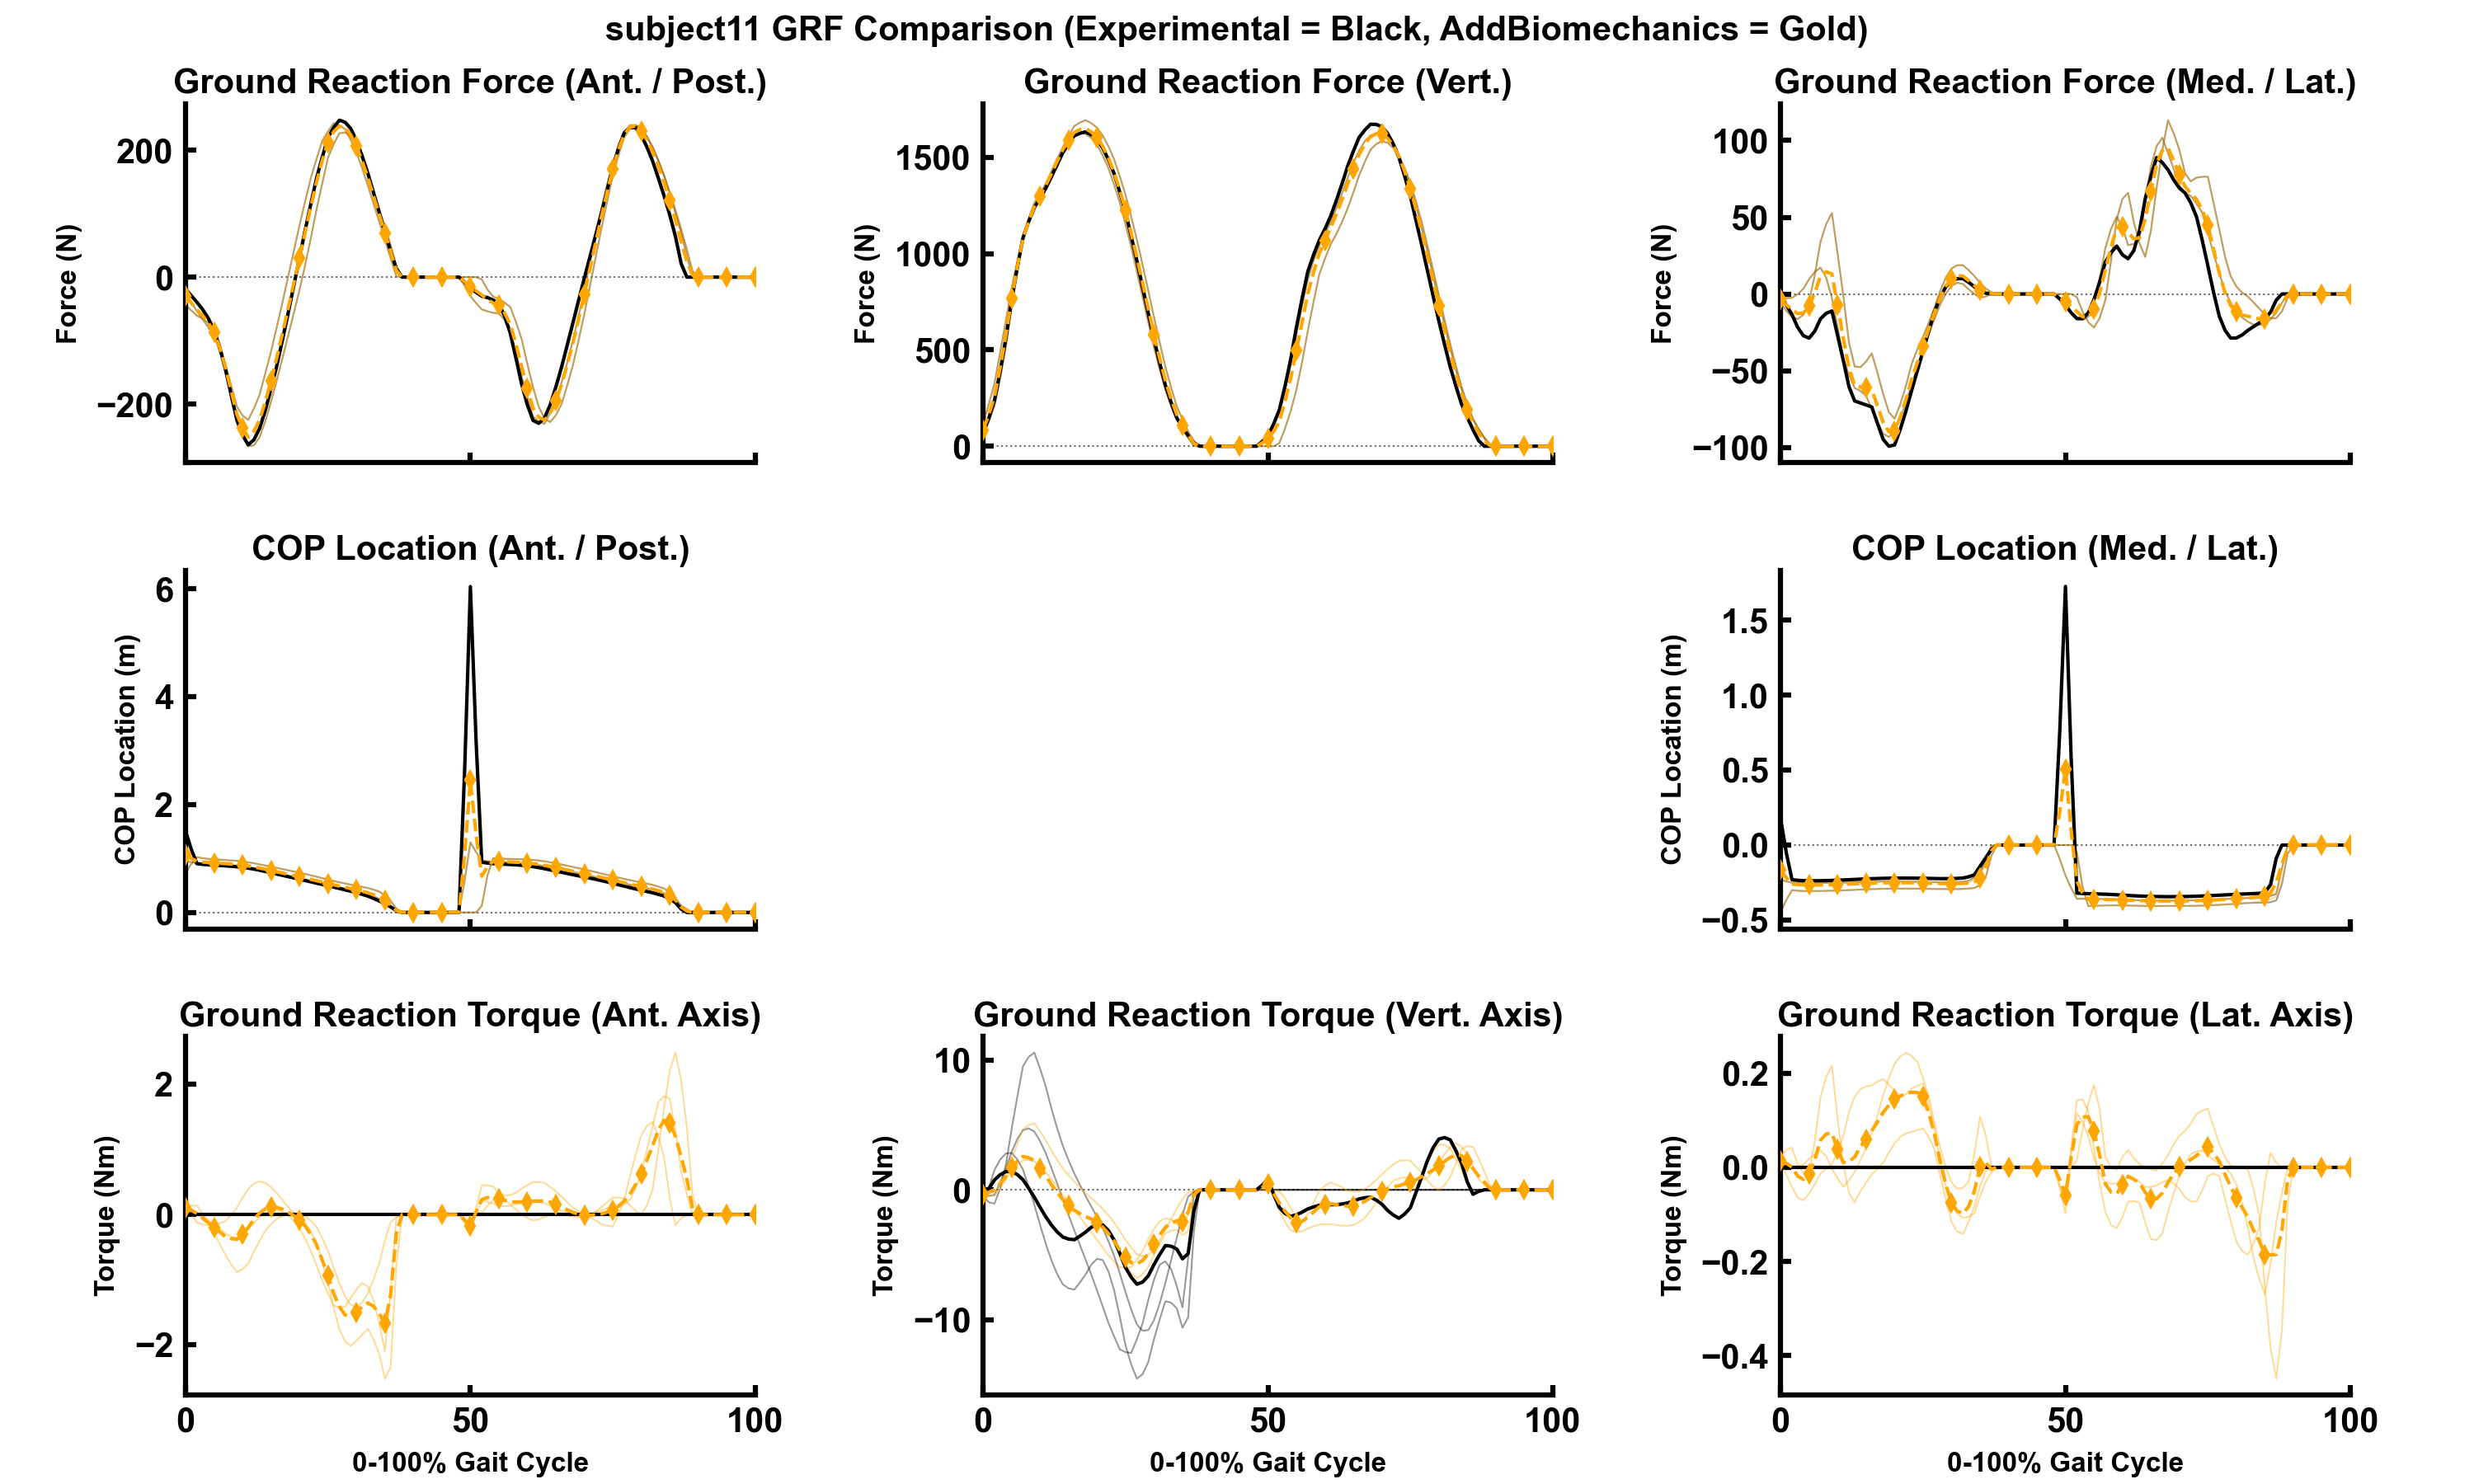 subject11 GRF Comparison (Experimental = Black, AddBiomechanics = Gold)
Ground Reaction Force (Ant. / Post.)
Force (N)
200
0
−200
Ground Reaction Force (Vert.)
Force (N)
1500
1000
500
0
Ground Reaction Force (Med. / Lat.)
Force (N)
100
50
0
−50
−100
COP Location (Ant. / Post.)
COP Location (m)
6
4
2
0
COP Location (Med. / Lat.)
COP Location (m)
1.5
1.0
0.5
0.0
−0.5
Ground Reaction Torque (Ant. Axis)
Torque (Nm)
2
0
−2
0 50 100
0-100% Gait Cycle
Ground Reaction Torque (Vert. Axis)
Torque (Nm)
10
0
−10
0 50 100
0-100% Gait Cycle
Ground Reaction Torque (Lat. Axis)
Torque (Nm)
0.2
0.0
−0.2
−0.4
0 50 100
0-100% Gait Cycle